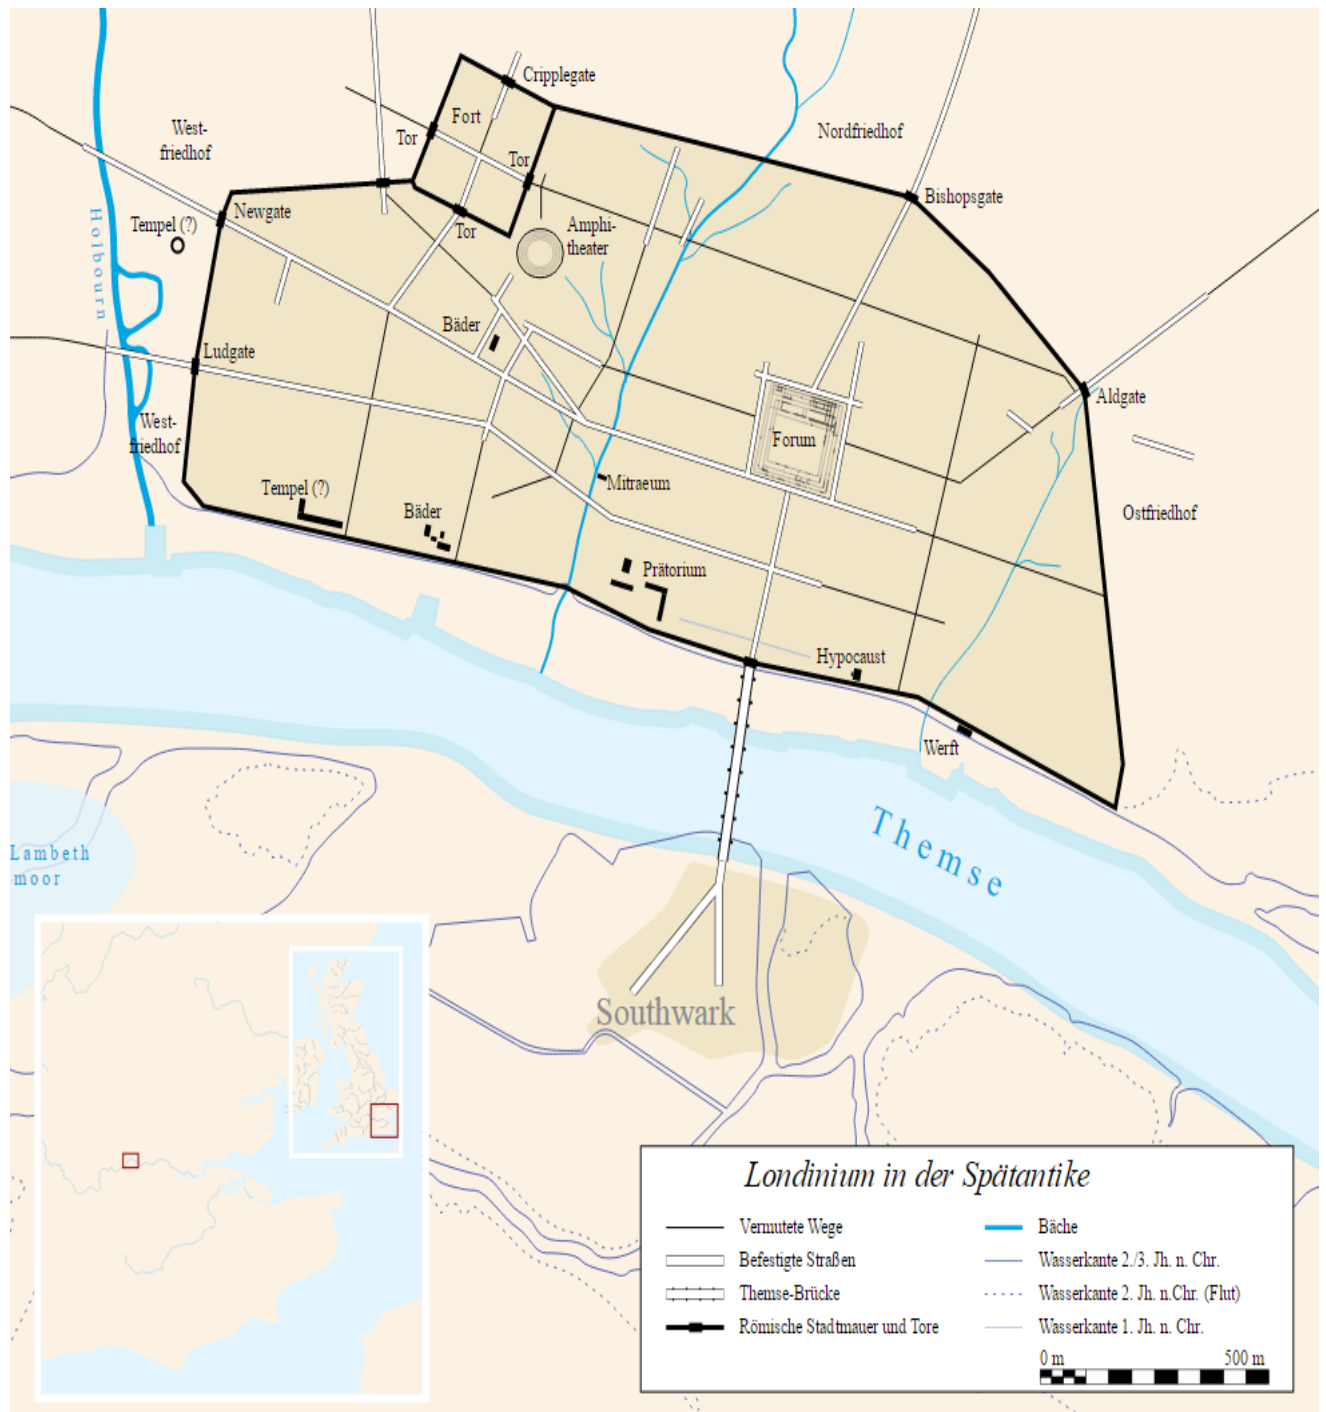 Cripplegate
Fort
West-
friedhof
Tor
Nordfriedhof
Tor
Bishopsgate
Newgate
Tempel (?)
Tor
Amphi-
theater
Holbourn
Bäder
Ludgate
Aldgate
West-
friedhof
Forum
Tempel (?)
Mitraeum
Bäder
Ostfriedhof
Prätorium
Hypocaust
Werft
Themse
Lambeth
moor
Southwark
Londinium in der Spätantike
Vermutete Wege
Befestigte Straßen
Themse-Brücke
Römische Stadtmauer und Tore
Bäche
Wasserkante 2./3. Jh. n. Chr.
Wasserkante 2. Jh. n.Chr. (Flut)
Wasserkante 1. Jh. n. Chr.
0 m 500 m